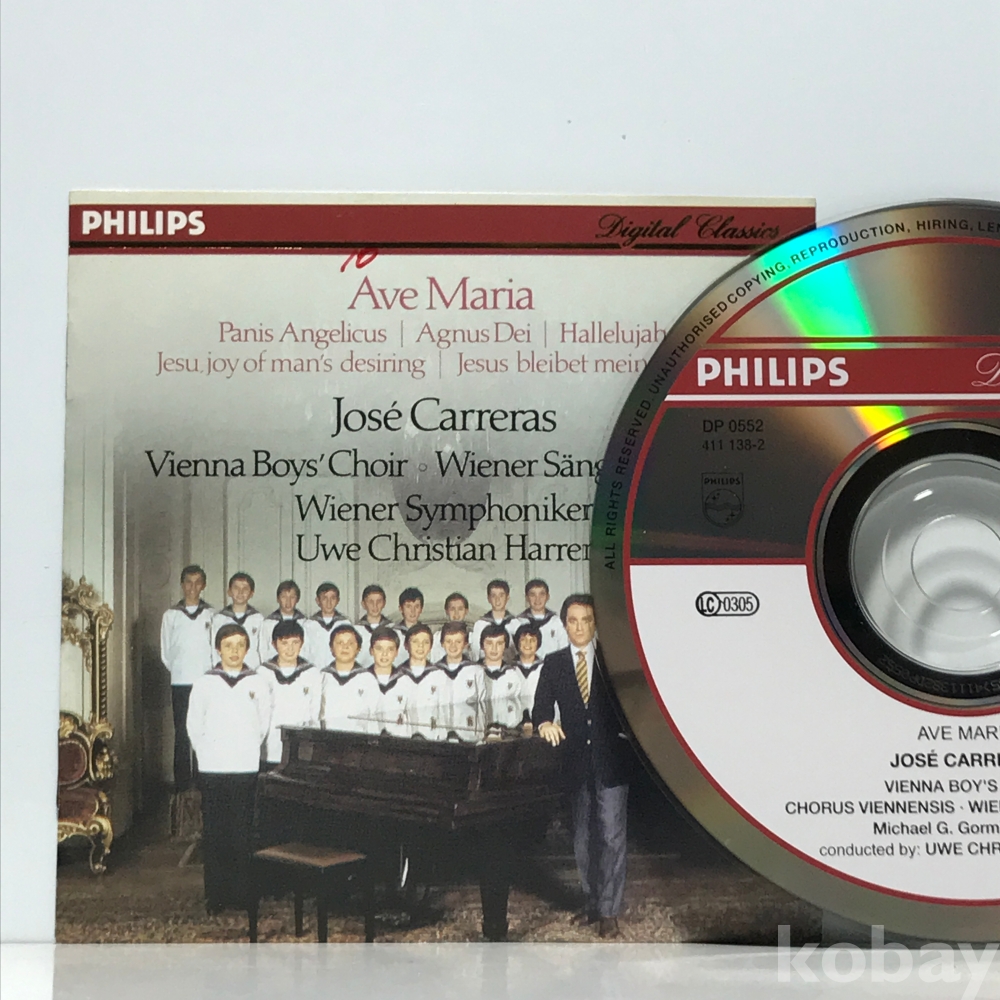 PHILIPS
Digital Classics
10
Ave Maria
Panis Angelicus | Agnus Dei | Hallelujah
Jesu, joy of man's desiring | Jesus bleibet mein
José Carreras
Vienna Boys' Choir ◦ Wiener Säng
Wiener Symphoniker
Uwe Christian Harrer
ALL RIGHTS RESERVED. UNAUTHORISED COPYING, REPRODUCTION, HIRING, LEN
PHILIPS
D
DP 0552
411 138-2
PHILIPS
LC 0305
AVE MAR
JOSÉ CARRE
VIENNA BOY'S
CHORUS VIENNENSIS · WIE
Michael G. Gorm
conducted by: UWE CHR
kobay